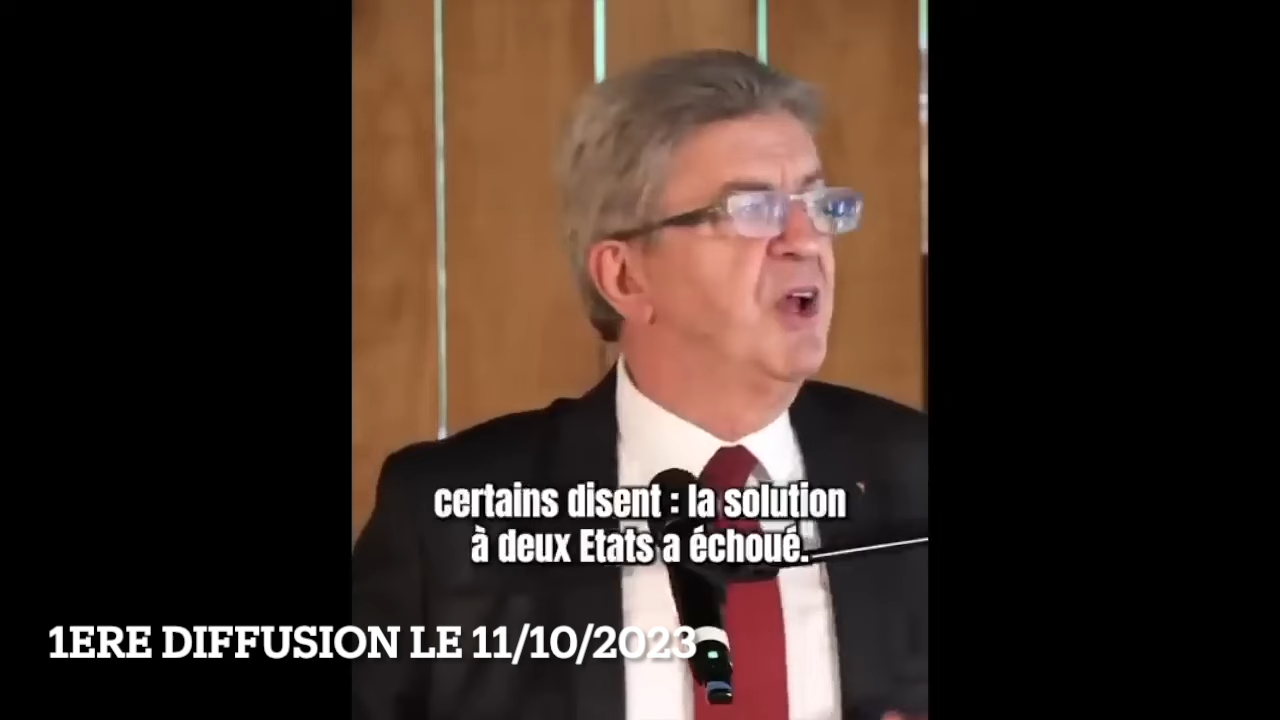 certains disent : la solution
à deux Etats a échoué.
1ERE DIFFUSION LE 11/10/2023